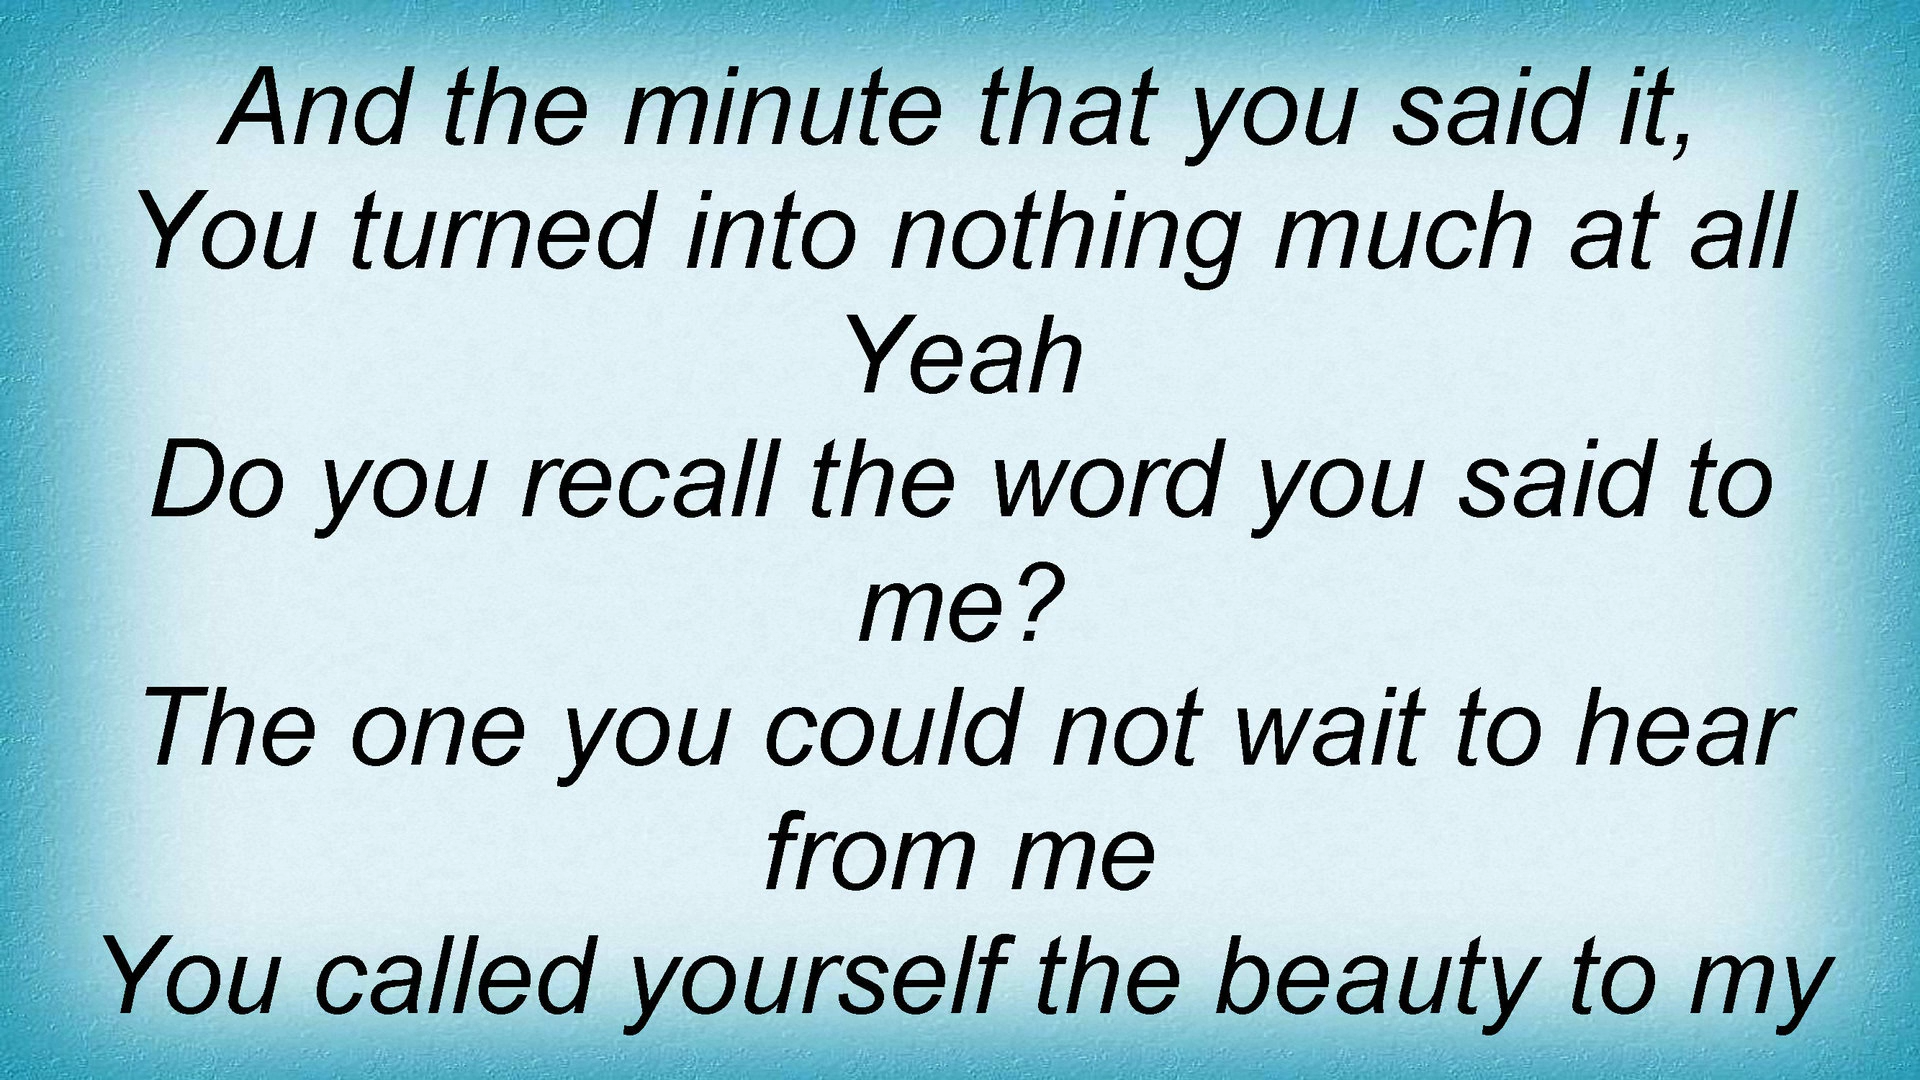 And the minute that you said it,
You turned into nothing much at all
Yeah
Do you recall the word you said to
me?
The one you could not wait to hear
from me
You called yourself the beauty to my